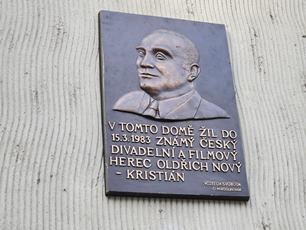 V TOMTO DOMĚ ŽIL DO
15.3.1983 ZNÁMÝ ČESKÝ
DIVADELNÍ A FILMOVÝ
HEREC OLDŘICH NOVÝ
- KRISTIÁN